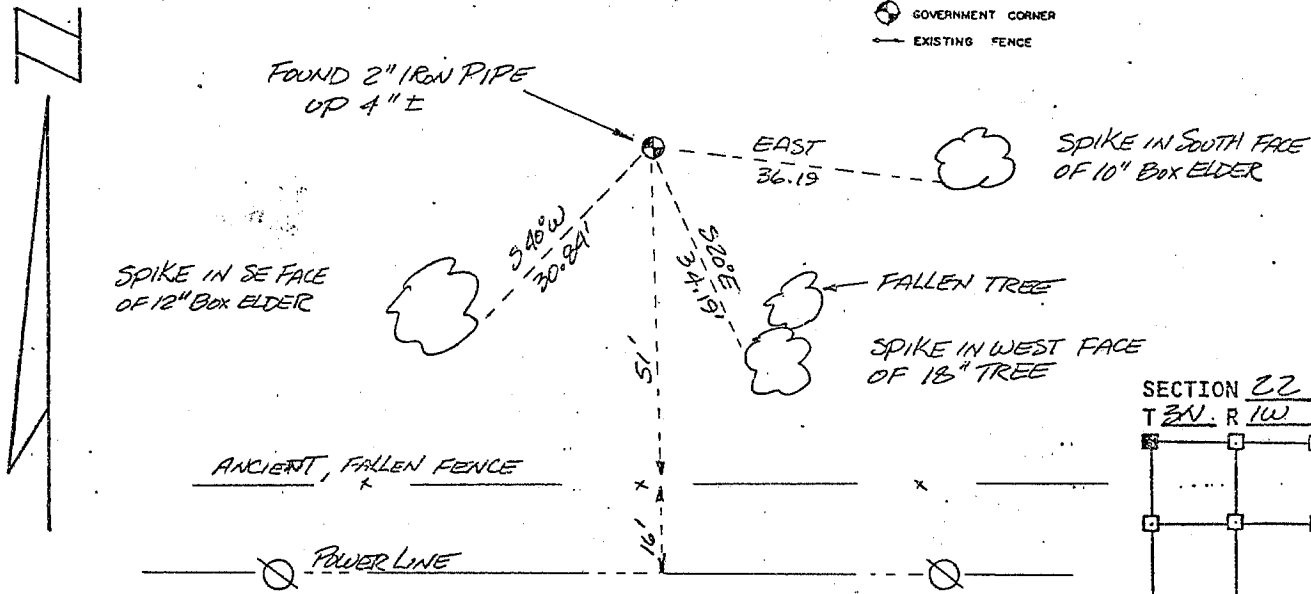 GOVERNMENT CORNER
EXISTING FENCE
FOUND 2" IRON PIPE
UP 4" ±
EAST
36.19
SPIKE IN SOUTH FACE
OF 10" BOX ELDER
S40°W
30.84'
S20°E
34.19'
SPIKE IN SE FACE
OF 12" BOX ELDER
FALLEN TREE
51'
SPIKE IN WEST FACE
OF 18" TREE
SECTION 22
T 3N. R 1W
ANCIENT, FALLEN FENCE
16'
POWER LINE